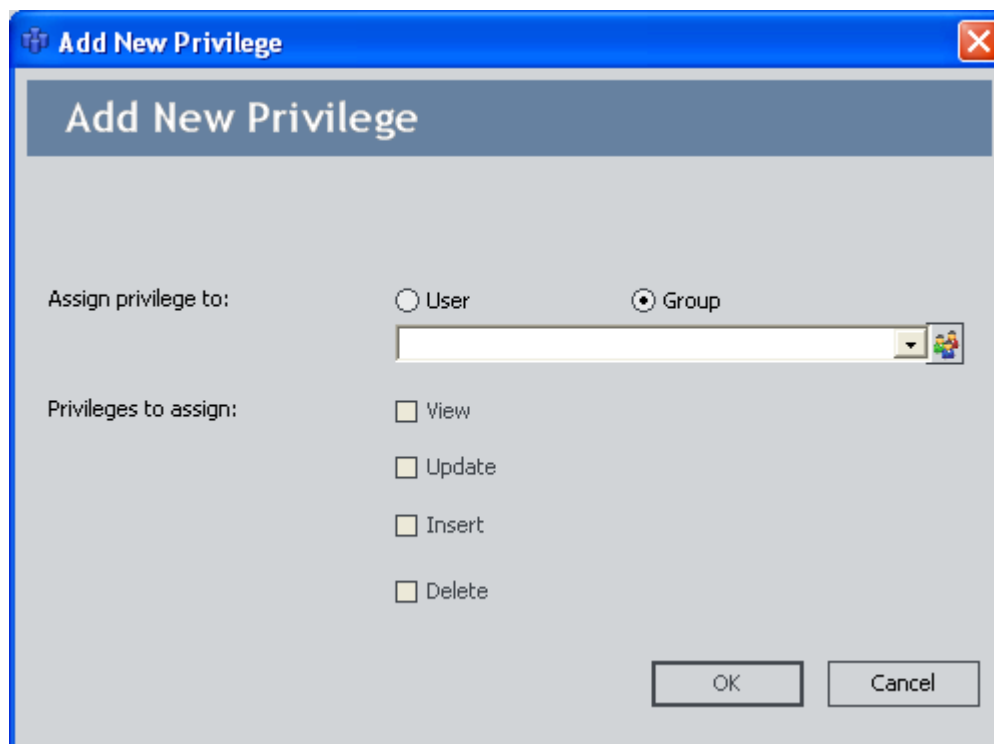 Add New Privilege
Add New Privilege
Assign privilege to:
User
Group
Privileges to assign:
View
Update
Insert
Delete
OK
Cancel